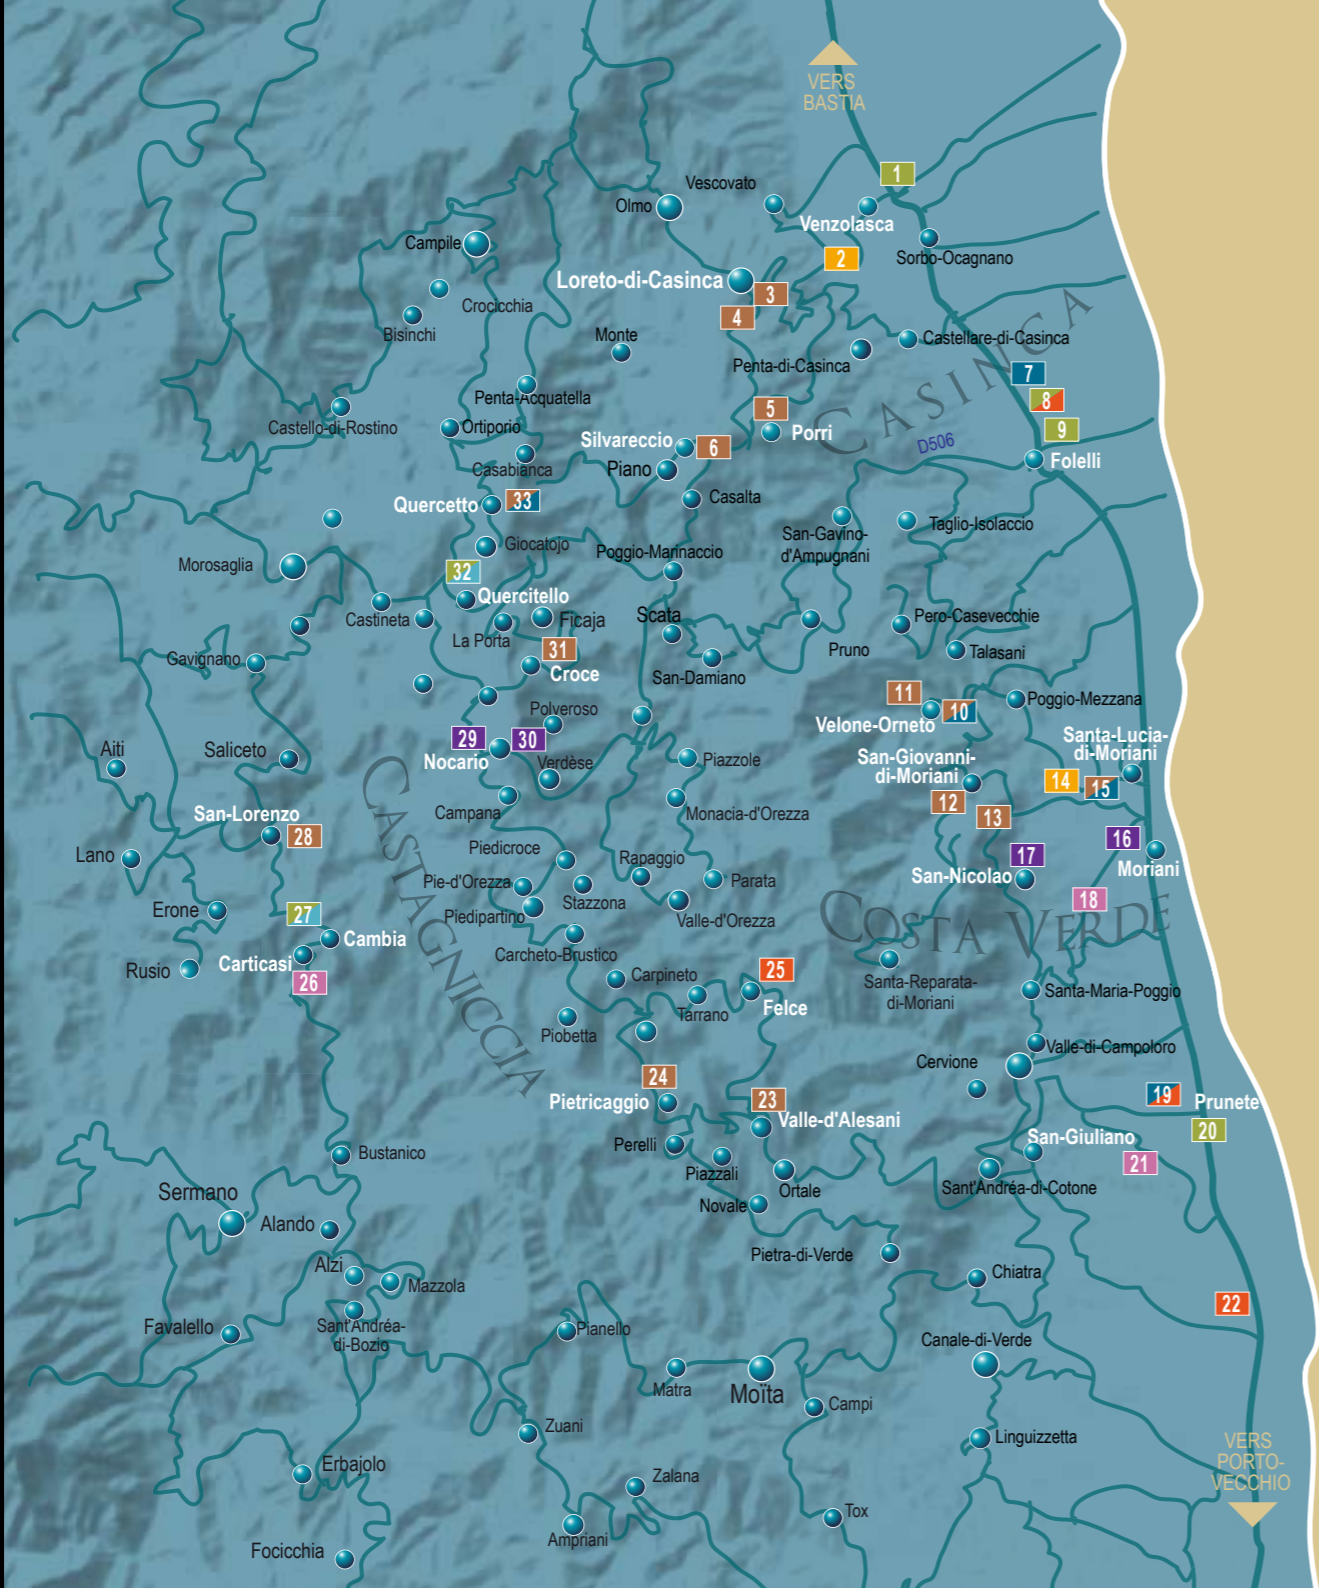 VERS
BASTIA
1
Vescovato
Olmo
Venzolasca
Campile
2
Sorbo-Ocagnano
Loreto-di-Casinca
3
4
Crocicchia
Bisinchi
Monte
Castellare-di-Casinca
Penta-di-Casinca
CASINCA
7
8
9
Penta-Acquatella
Castello-di-Rostino
Ortiporio
5
Porri
Silvareccio
6
D506
Folelli
Casabianca
Piano
Casalta
Quercetto
33
Taglio-Isolaccio
San-Gavino-
d'Ampugnani
Giocatojo
Poggio-Marinaccio
Morosaglia
32
Quercitello
Castineta
La Porta
Ficaja
Scata
Pero-Casevecchie
Pruno
Talasani
31
Croce
Gavignano
San-Damiano
11
10
Velone-Orneto
Poggio-Mezzana
Polveroso
29
30
Nocario
Verdèse
Piazzole
Santa-Lucia-
di-Moriani
Aiti
Saliceto
San-Giovanni-
di-Moriani
14
15
12
13
CASTAGNICCIA
Campana
Monacia-d'Orezza
San-Lorenzo
28
16
Moriani
Lano
Piedicroce
Rapaggio
17
San-Nicolao
Pie-d'Orezza
Stazzona
Parata
18
Erone
27
Piedipartino
Valle-d'Orezza
COSTA VERDE
Cambia
Carticasi
26
Rusio
Carcheto-Brustico
Carpineto
25
Felce
Tarrano
Santa-Reparata-
di-Moriani
Santa-Maria-Poggio
Piobetta
Valle-di-Campoloro
Cervione
24
Pietricaggio
23
Valle-d'Alesani
19
Prunete
20
Perelli
San-Giuliano
21
Bustanico
Piazzali
Ortale
Sant'Andréa-di-Cotone
Sermano
Novale
Alando
Pietra-di-Verde
Alzi
Mazzola
Chiatra
22
Favalello
Sant'Andréa-
di-Bozio
Pianello
Canale-di-Verde
Matra
Moïta
Campi
Zuani
Linguizzetta
Erbajolo
Zalana
VERS
PORTO-
VECCHIO
Tox
Ampriani
Focicchia